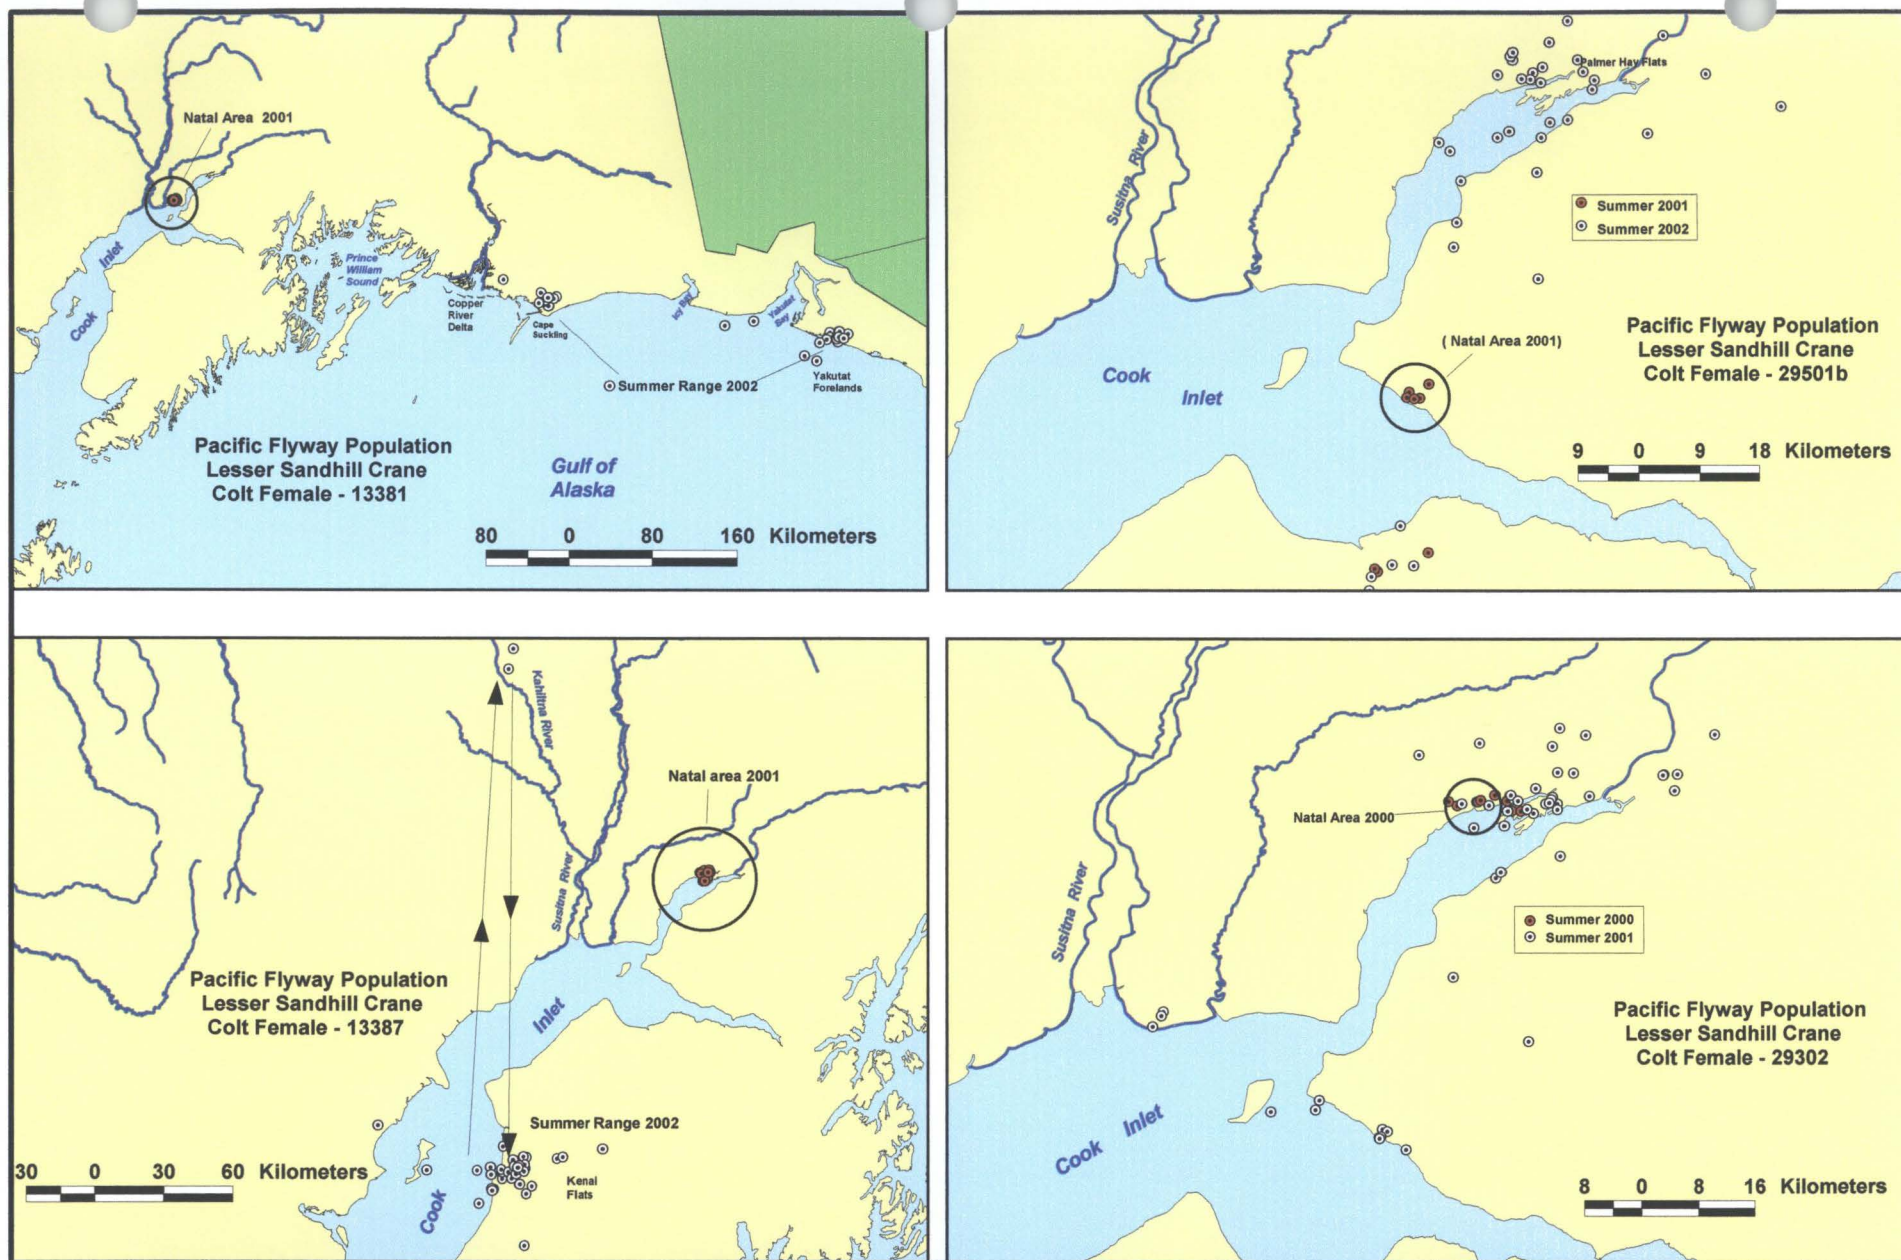 Natal Area 2001
Inlet
Cook
Prince
William
Sound
Copper
River
Delta
Cape
Suckling
Icy Bay
Yakutat
Bay
Summer Range 2002
Yakutat
Forelands
Pacific Flyway Population
Lesser Sandhill Crane
Colt Female - 13381
Gulf of
Alaska
80 0 80 160 Kilometers
Palmer Hay Flats
Susitna River
Summer 2001
Summer 2002
Pacific Flyway Population
Lesser Sandhill Crane
Colt Female - 29501b
( Natal Area 2001)
Cook
Inlet
9 0 9 18 Kilometers
Kahiltna River
Natal area 2001
Susitna River
Pacific Flyway Population
Lesser Sandhill Crane
Colt Female - 13387
Inlet
Summer Range 2002
30 0 30 60 Kilometers
Kenai
Flats
Cook
Natal Area 2000
Susitna River
Summer 2000
Summer 2001
Pacific Flyway Population
Lesser Sandhill Crane
Colt Female - 29302
Cook Inlet
8 0 8 16 Kilometers